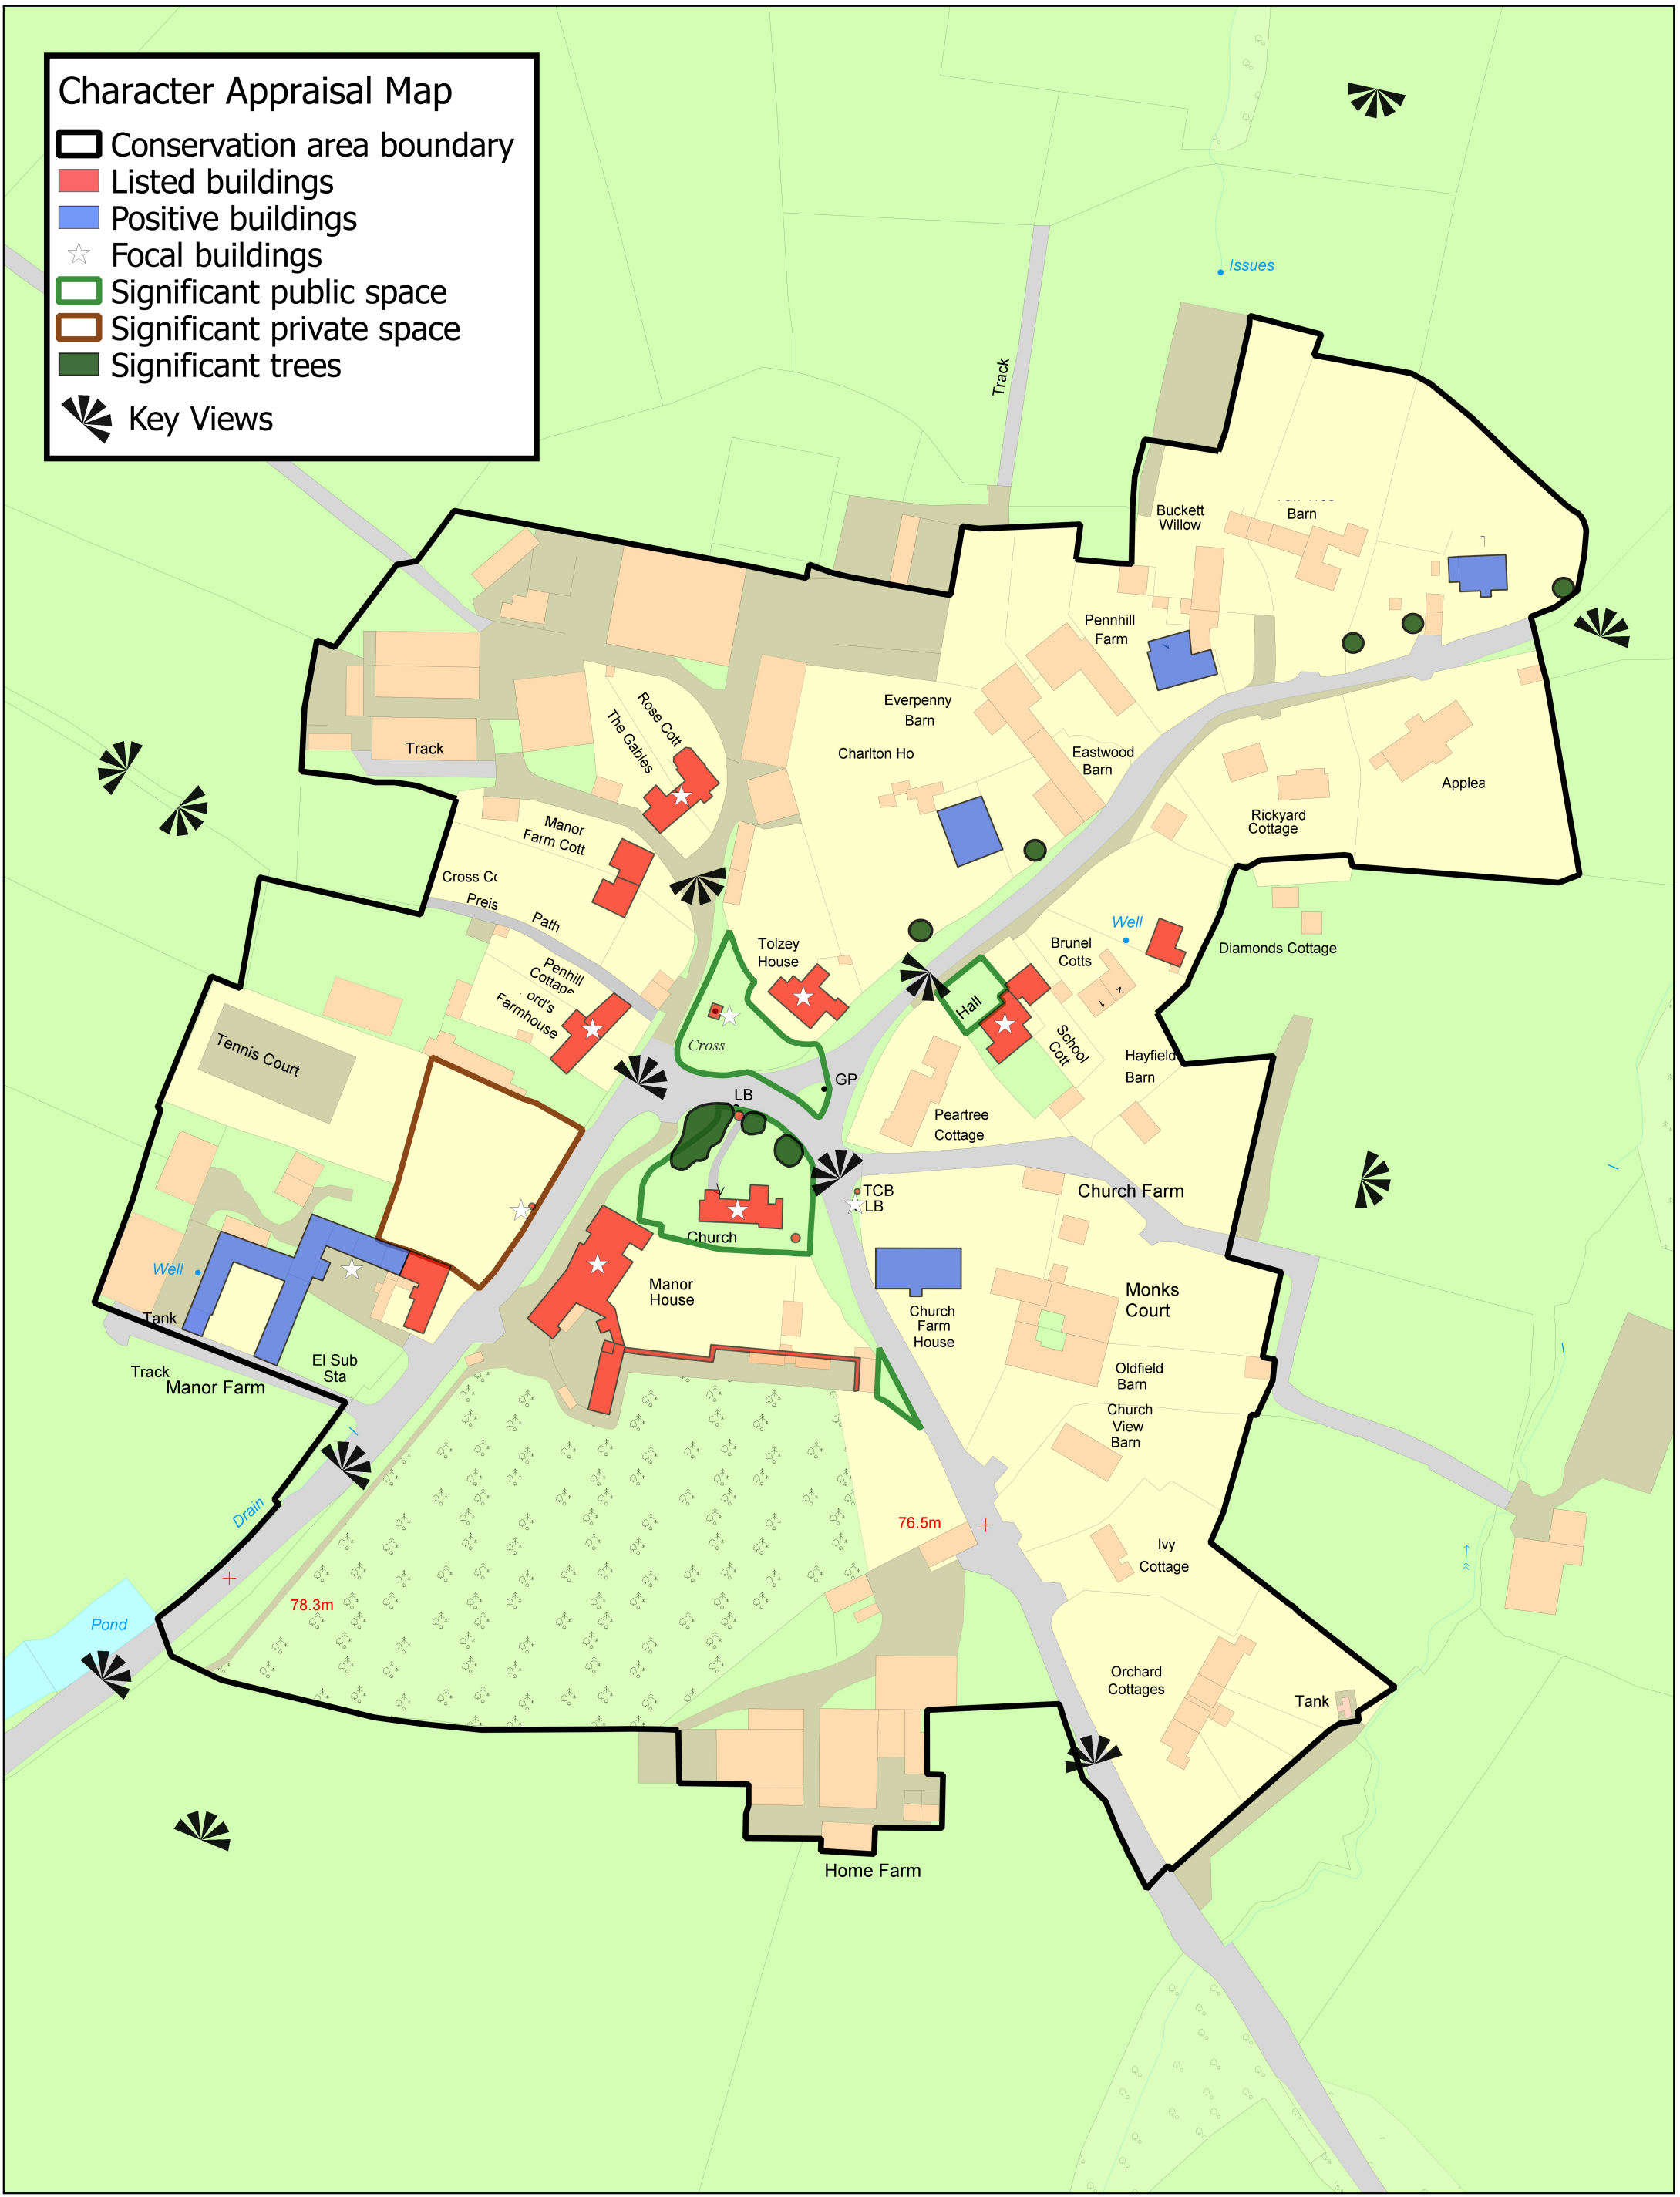 Character Appraisal Map
Conservation area boundary
Listed buildings
Positive buildings
Focal buildings
Significant public space
Significant private space
Significant trees
Key Views
Issues
Track
Buckett
Willow
Barn
Pennhill
Farm
Everpenny
Barn
Charlton Ho
Eastwood
Barn
Rose Cott
The Gables
Track
Applea
Rickyard
Cottage
Manor
Farm Cott
Cross Co
Preis
Path
Well
Brunel
Cotts
1
2
Diamonds Cottage
Tolzey
House
Penhill
Cottage
ord's
Farmhouse
Hall
School
Cott
Tennis Court
Cross
Hayfield
Barn
GP
LB
Peartree
Cottage
TCB
LB
Church Farm
Church
Well
Manor
House
Monks
Court
Tank
Church
Farm
House
El Sub
Sta
Track
Manor Farm
Oldfield
Barn
Church
View
Barn
Drain
76.5m
Ivy
Cottage
78.3m
Pond
Orchard
Cottages
Tank
Home Farm